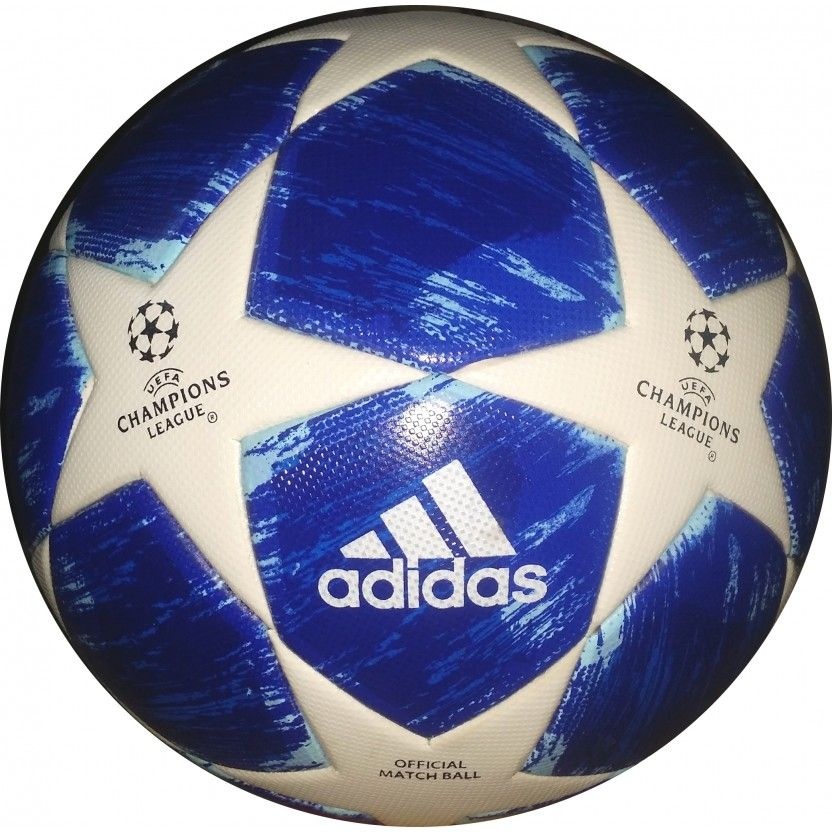 UEFA
CHAMPIONS
LEAGUE®
UEFA
CHAMPIONS
LEAGUE®
adidas
OFFICIAL
MATCH BALL